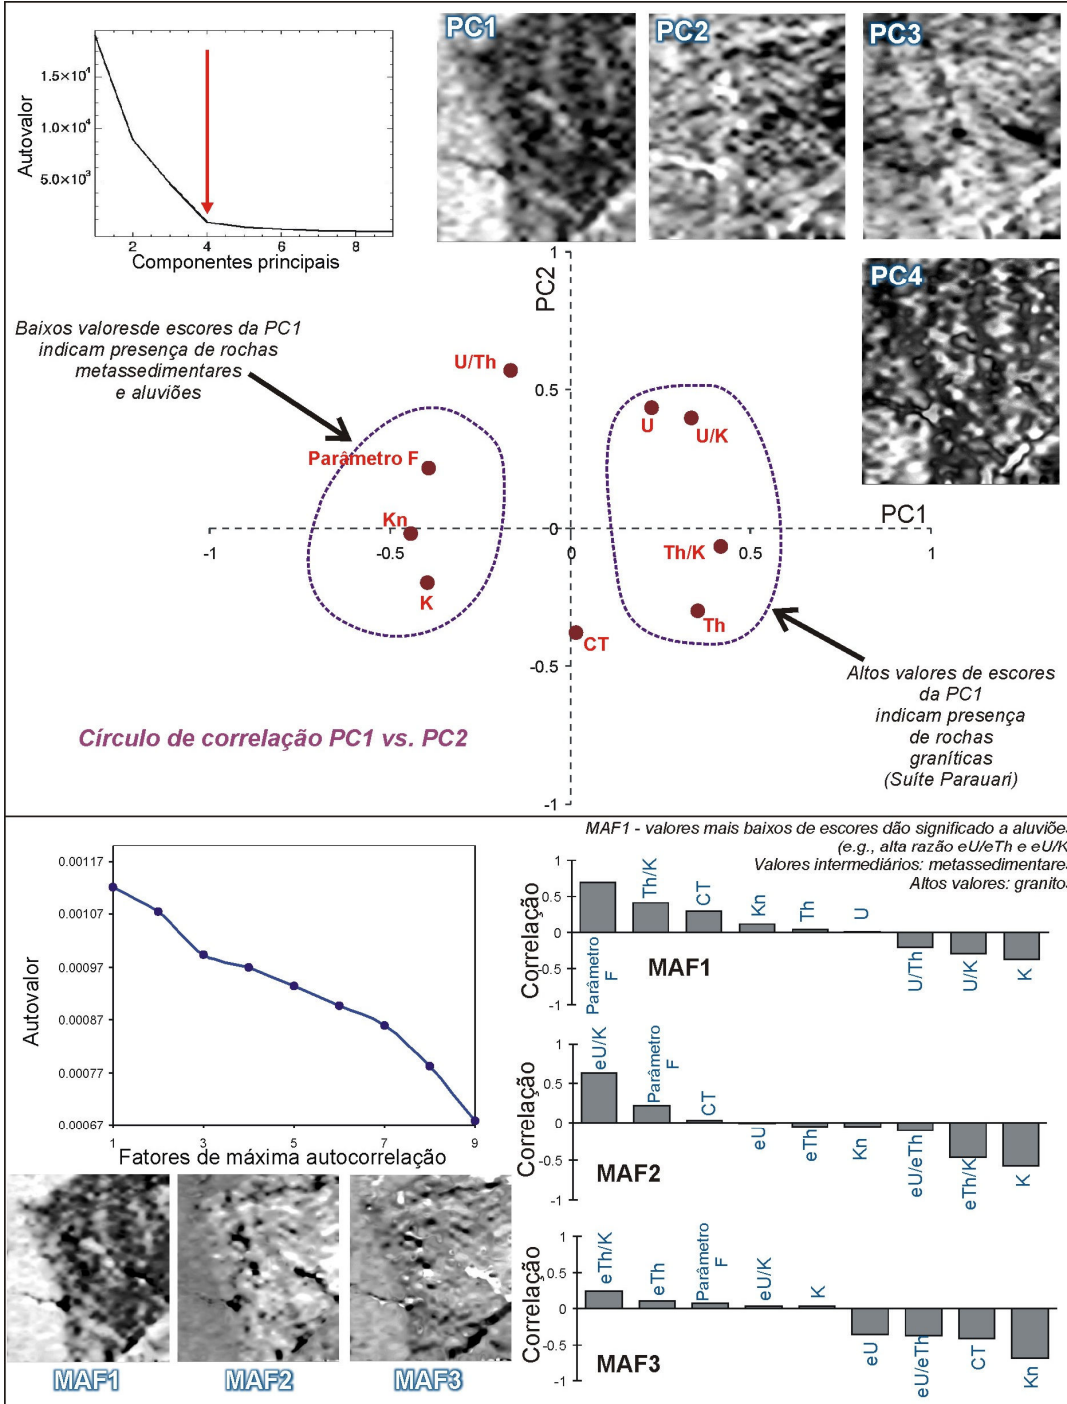 1.5×10⁴
1.0×10⁴
5.0×10³
Autovalor
2
4
6
8
Componentes principais
PC1
PC2
PC3
PC4
Baixos valoresde escores da PC1
indicam presença de rochas
metassedimentares
e aluviões
1
PC2
U/Th
0.5
U
U/K
Parâmetro F
Kn
PC1
0
-1
-0.5
0
0.5
1
Th/K
K
Th
CT
-0.5
Altos valores de escores
da PC1
indicam presença
de rochas
graníticas
(Suíte Parauari)
Círculo de correlação PC1 vs. PC2
-1
MAF1 - valores mais baixos de escores dão significado a aluviões
(e.g., alta razão eU/eTh e eU/K)
Valores intermediários: metassedimentares
Altos valores: granitos
0.00117
0.00107
0.00097
0.00087
0.00077
0.00067
Autovalor
1
3
5
7
9
Fatores de máxima autocorrelação
MAF1
MAF2
MAF3
Correlação
1
0.5
0
-0.5
-1
Parâmetro
F
Th/K
CT
Kn
Th
U
U/Th
U/K
K
MAF1
Correlação
1
0.5
0
-0.5
-1
eU/K
Parâmetro
F
CT
eU
eTh
Kn
eU/eTh
eTh/K
K
MAF2
Correlação
1
0.5
0
-0.5
-1
eTh/K
eTh
Parâmetro
F
eU/K
K
eU
eU/eTh
CT
Kn
MAF3